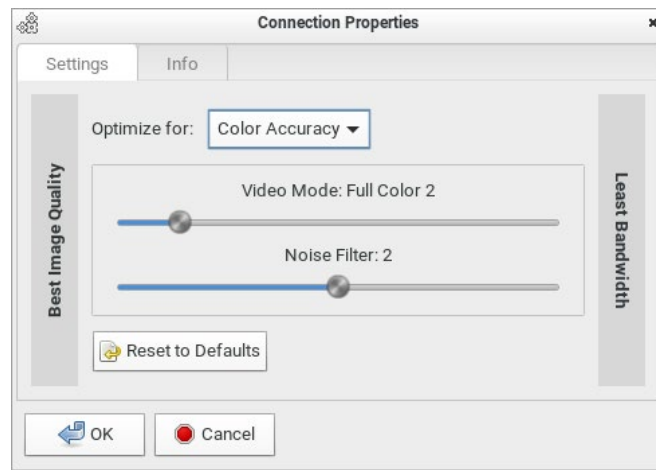 Connection Properties
Settings Info
Best Image Quality
Optimize for: Color Accuracy
Video Mode: Full Color 2
Noise Filter: 2
Least Bandwidth
Reset to Defaults
OK Cancel